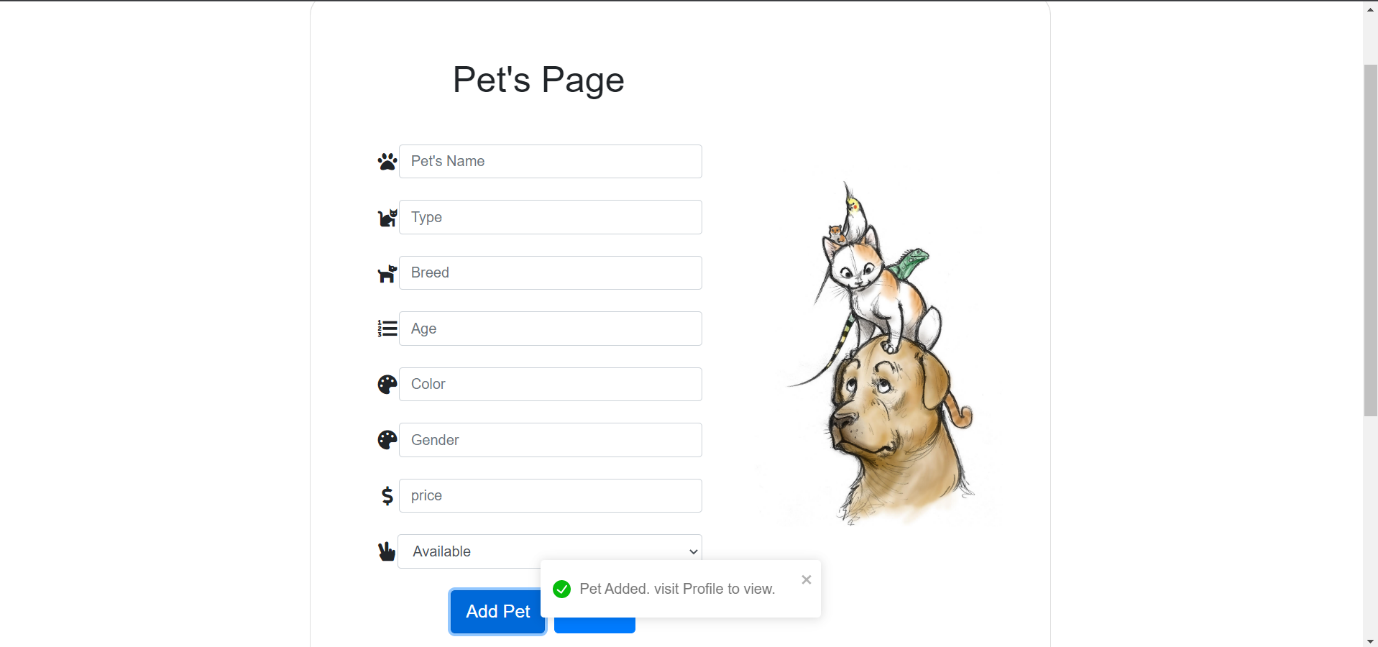 Pet's Page
Pet's Name
Type
Breed
Age
Color
Gender
price
Available
Pet Added. visit Profile to view.
Add Pet